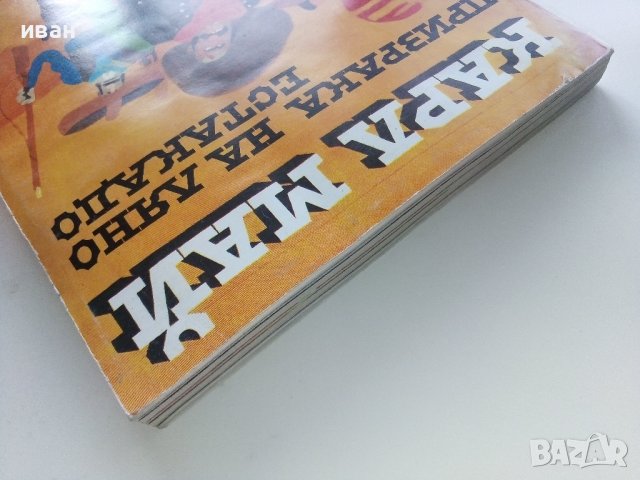 иван
КАРЛ МАЙ
ПРИЗРАКА НА ЛЯНО
ЕСТАКАДО
BAZAR